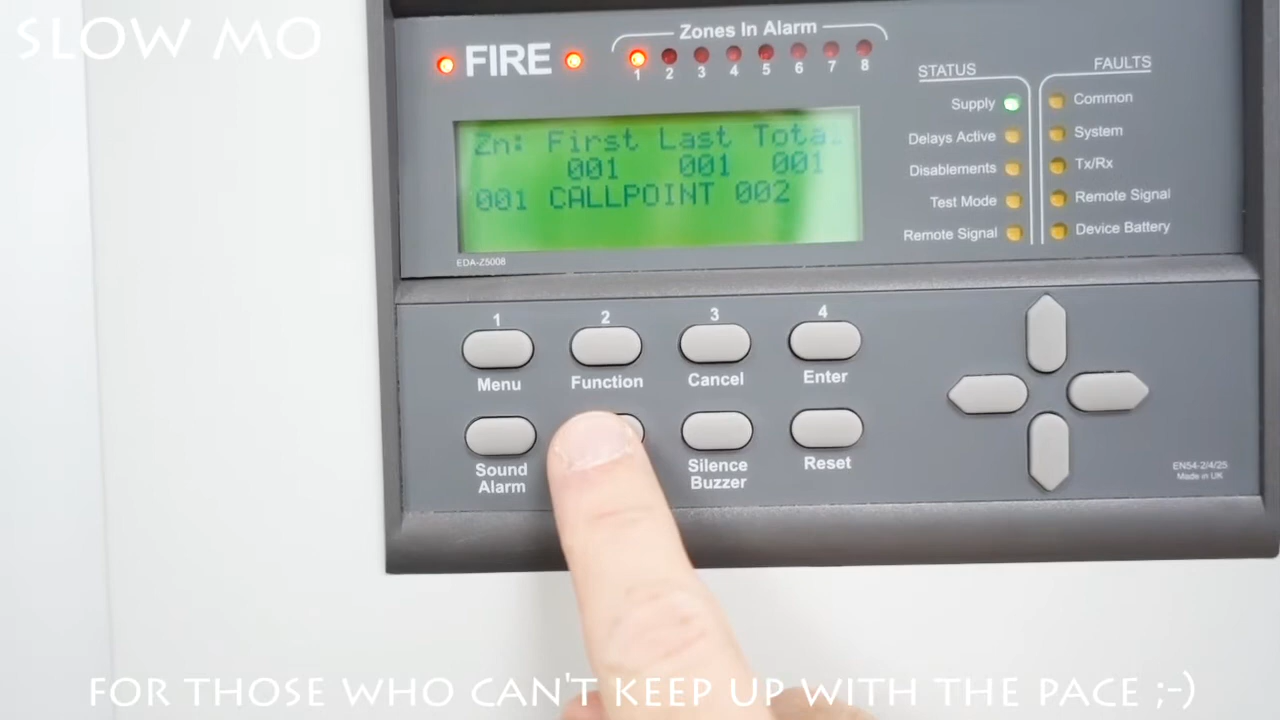 SLOW MO
FIRE
Zones In Alarm
1 2 3 4 5 6 7 8
Zn: First Last Total
001 001 001
001 CALLPOINT 002
EDA-Z5008
STATUS
Supply
Delays Active
Disablements
Test Mode
Remote Signal
FAULTS
Common
System
Tx/Rx
Remote Signal
Device Battery
1 2 3 4
Menu Function Cancel Enter
Sound
Alarm
Silence
Buzzer
Reset
EN54-2/4/25
Made in UK
FOR THOSE WHO CAN'T KEEP UP WITH THE PACE ;-)